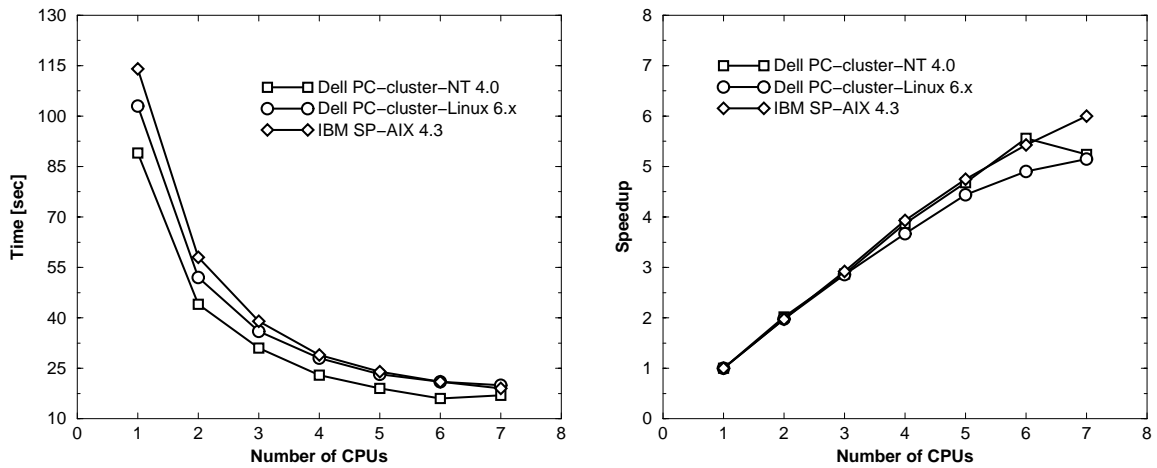 130
115
100
85
70
55
40
25
10
Time [sec]
Dell PC−cluster−NT 4.0
Dell PC−cluster−Linux 6.x
IBM SP−AIX 4.3
0 1 2 3 4 5 6 7 8
Number of CPUs
8
7
6
5
4
3
2
1
0
Speedup
Dell PC−cluster−NT 4.0
Dell PC−cluster−Linux 6.x
IBM SP−AIX 4.3
0 1 2 3 4 5 6 7 8
Number of CPUs